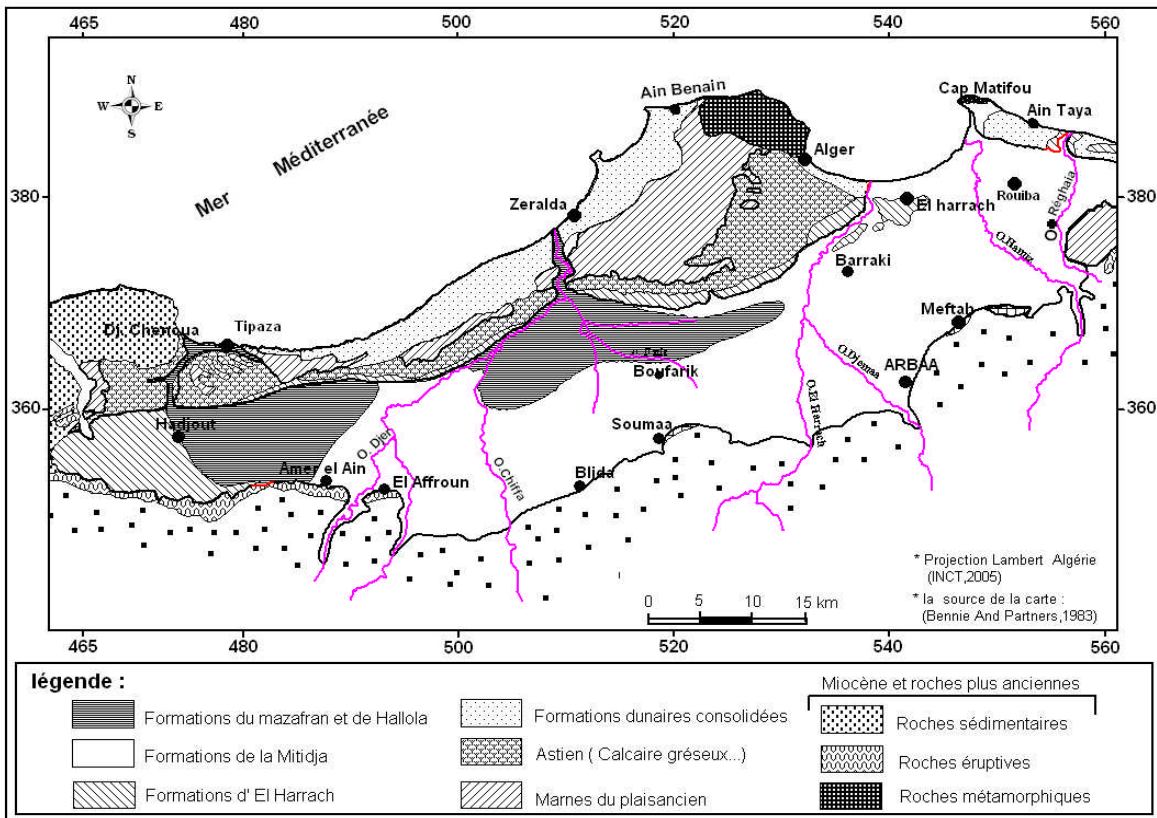 465 480 500 520 540 560
N
W E
S
Mer Méditerranée
Ain Benain
Cap Matifou
Ain Taya
Alger
380 380
Zeralda
El harrach
Rouiba
O. Réghaia
O.Hamiz
Barraki
Meftah
Dj. Chenoua
Tipaza
Boufarik
O.Djemaa
ARBAA
360 360
Hadjout
O. Djer
Soumaa
O.El Harrach
Amer el Ain
El Affroun
O.Chiffa
Blida
* Projection Lambert Algérie
(INCT,2005)
* la source de la carte :
(Bennie And Partners,1983)
0 5 10 15 km
465 480 500 520 540 560
légende :
Formations du mazafran et de Hallola
Formations de la Mitidja
Formations d' El Harrach
Formations dunaires consolidées
Astien ( Calcaire gréseux...)
Marnes du plaisancien
Miocène et roches plus anciennes
Roches sédimentaires
Roches éruptives
Roches métamorphiques